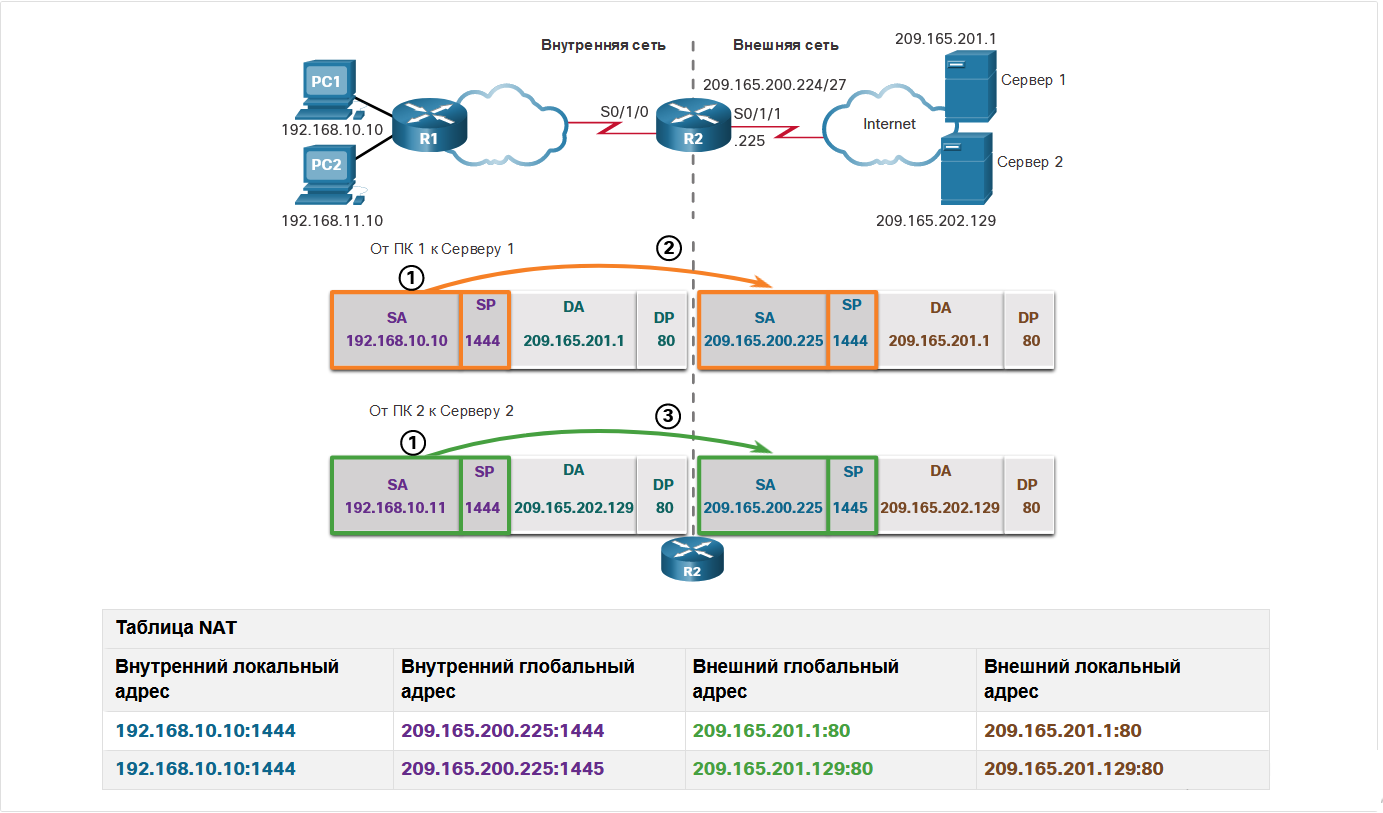 Внутренняя сеть
Внешняя сеть
209.165.201.1
PC1
209.165.200.224/27
Сервер 1
S0/1/0
S0/1/1
Internet
192.168.10.10
R1
R2
.225
PC2
Сервер 2
192.168.11.10
209.165.202.129
От ПК 1 к Серверу 1
2
1
SA
192.168.10.10
SP
1444
DA
209.165.201.1
DP
80
SA
209.165.200.225
SP
1444
DA
209.165.201.1
DP
80
От ПК 2 к Серверу 2
3
1
SA
192.168.10.11
SP
1444
DA
209.165.202.129
DP
80
SA
209.165.200.225
SP
1445
DA
209.165.202.129
DP
80
R2
Таблица NAT
Внутренний локальный
адрес
Внутренний глобальный
адрес
Внешний глобальный
адрес
Внешний локальный
адрес
192.168.10.10:1444
209.165.200.225:1444
209.165.201.1:80
209.165.201.1:80
192.168.10.10:1444
209.165.200.225:1445
209.165.201.129:80
209.165.201.129:80